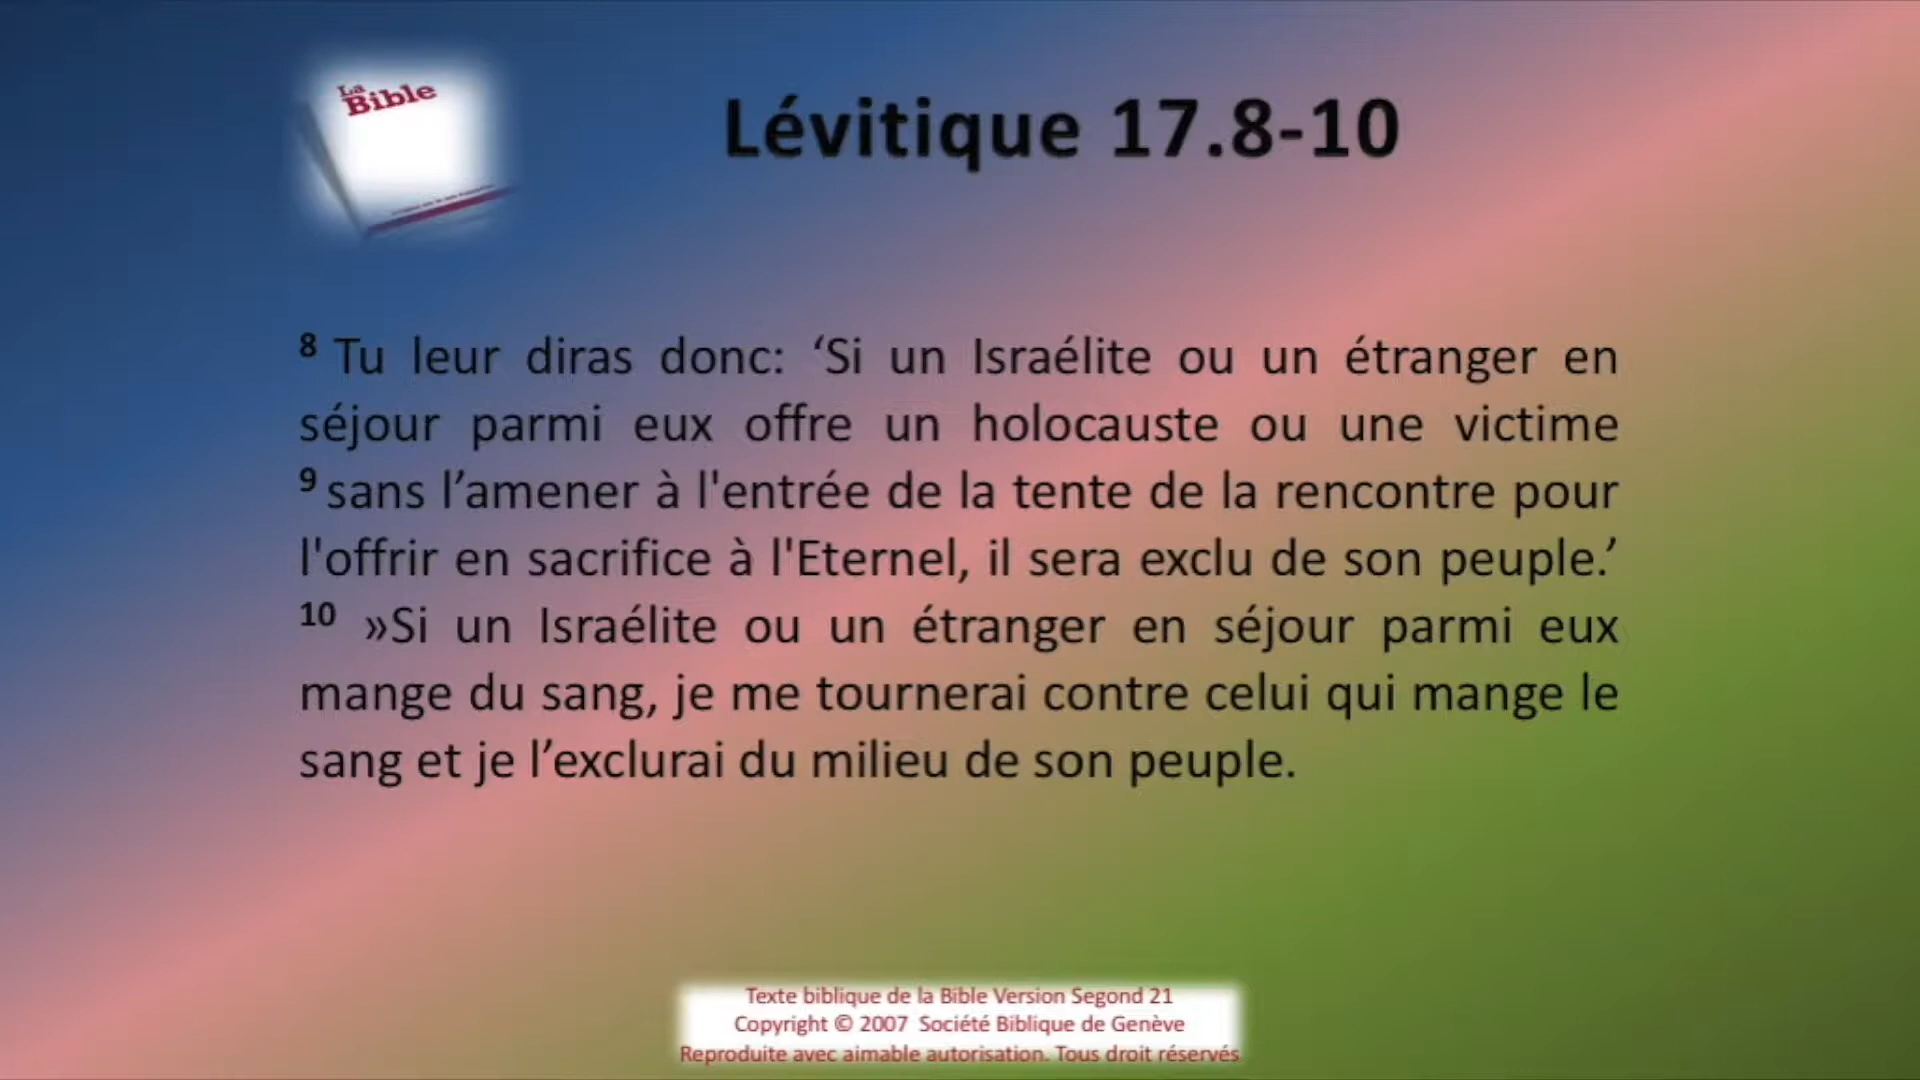 La
Bible
Lévitique 17.8-10
8 Tu leur diras donc: ‘Si un Israélite ou un étranger en
séjour parmi eux offre un holocauste ou une victime
9 sans l’amener à l'entrée de la tente de la rencontre pour
l'offrir en sacrifice à l'Eternel, il sera exclu de son peuple.’
10 »Si un Israélite ou un étranger en séjour parmi eux
mange du sang, je me tournerai contre celui qui mange le
sang et je l’exclurai du milieu de son peuple.
Texte biblique de la Bible Version Segond 21
Copyright © 2007 Société Biblique de Genève
Reproduite avec aimable autorisation. Tous droit réservés